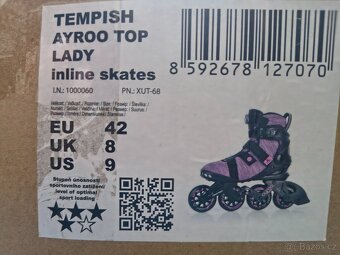 TEMPISH
AYROO TOP
LADY
inline skates
I.N.: 1000060
PN.: XUT-68
8 592678 127070
EU 42
UK 8
US 9
Stupeň únosnosti
sportovního zatížení
level of optimal
sport loading